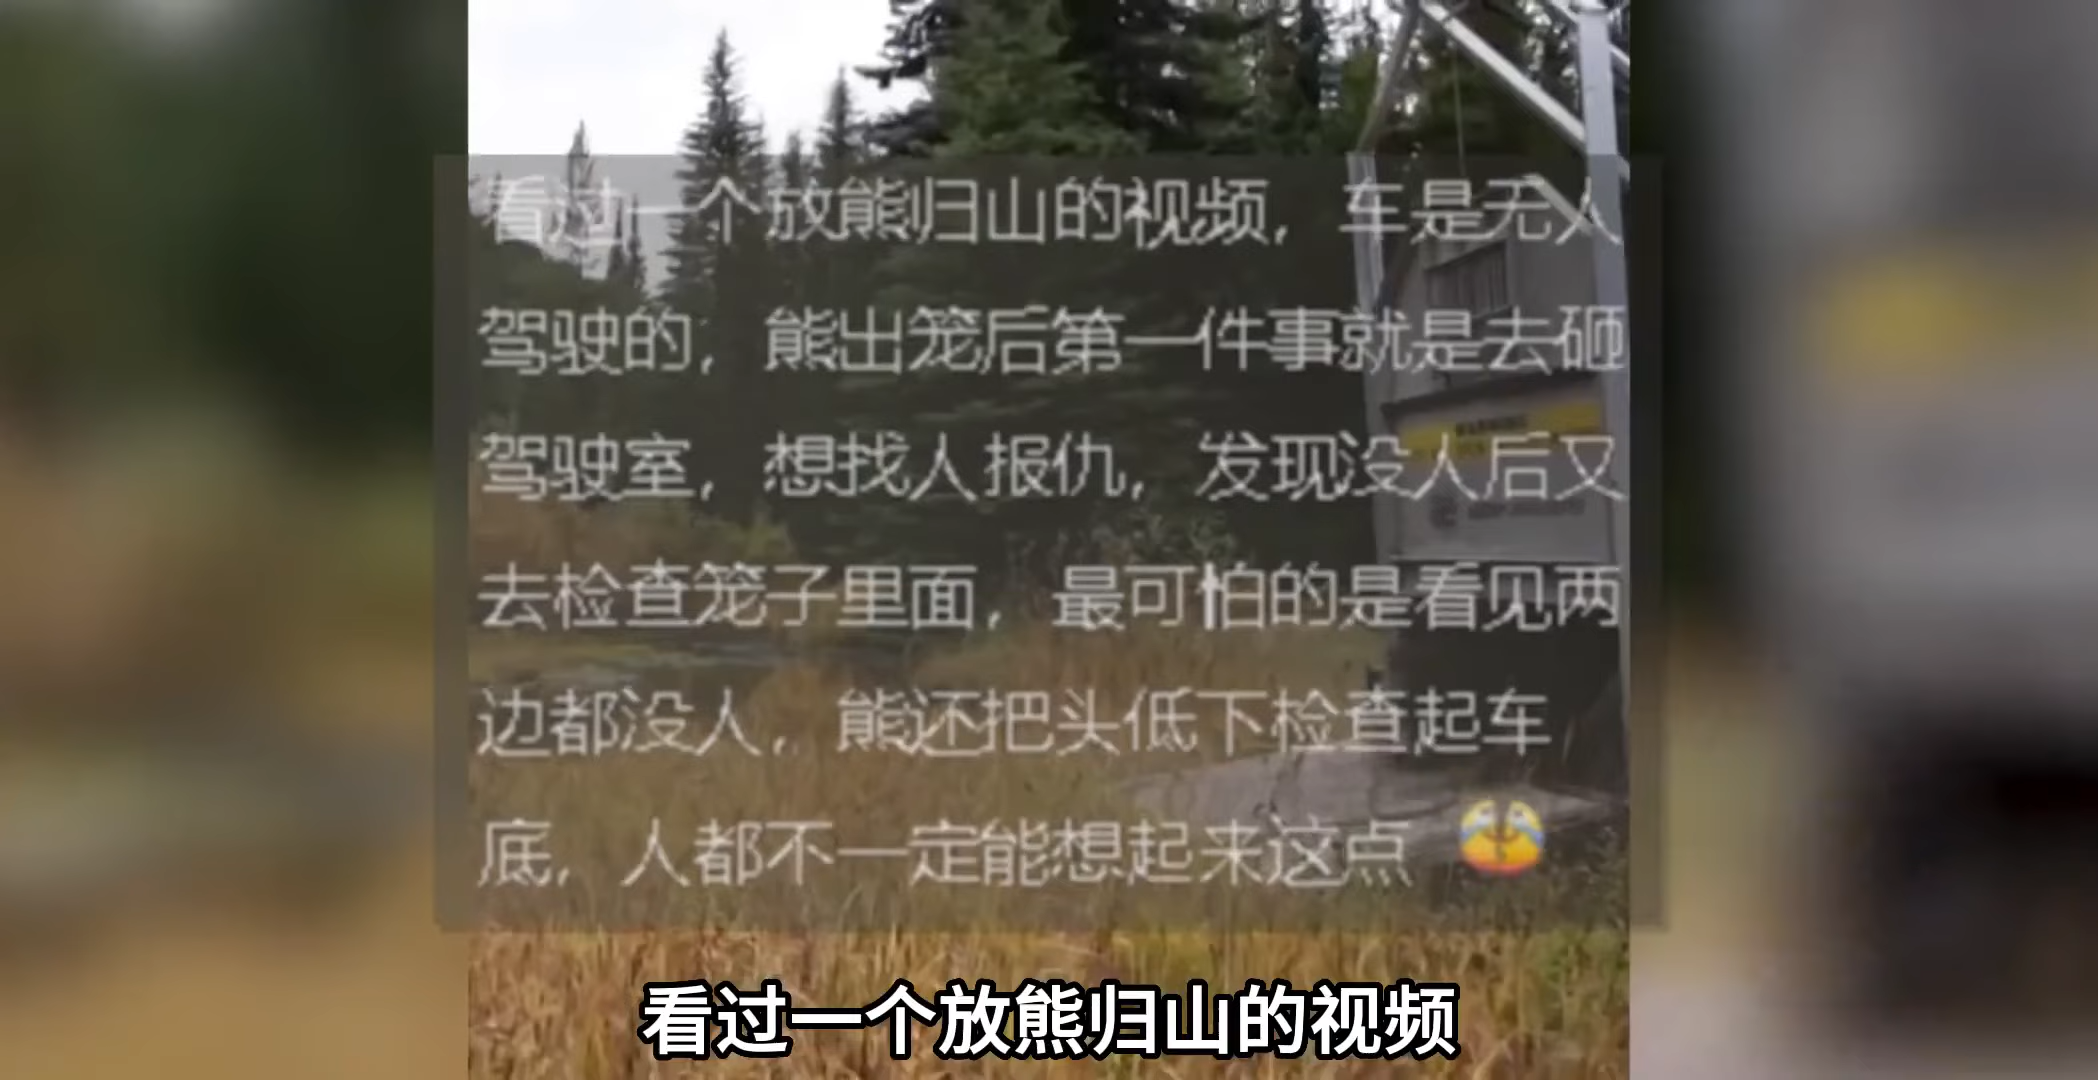 看过一个放熊归山的视频，车是无人
驾驶的，熊出笼后第一件事就是去砸
驾驶室，想找人报仇，发现没人后又
去检查笼子里面，最可怕的是看见两
边都没人，熊还把头低下检查起车
底，人都不一定能想起来这点
WARNING
看过一个放熊归山的视频